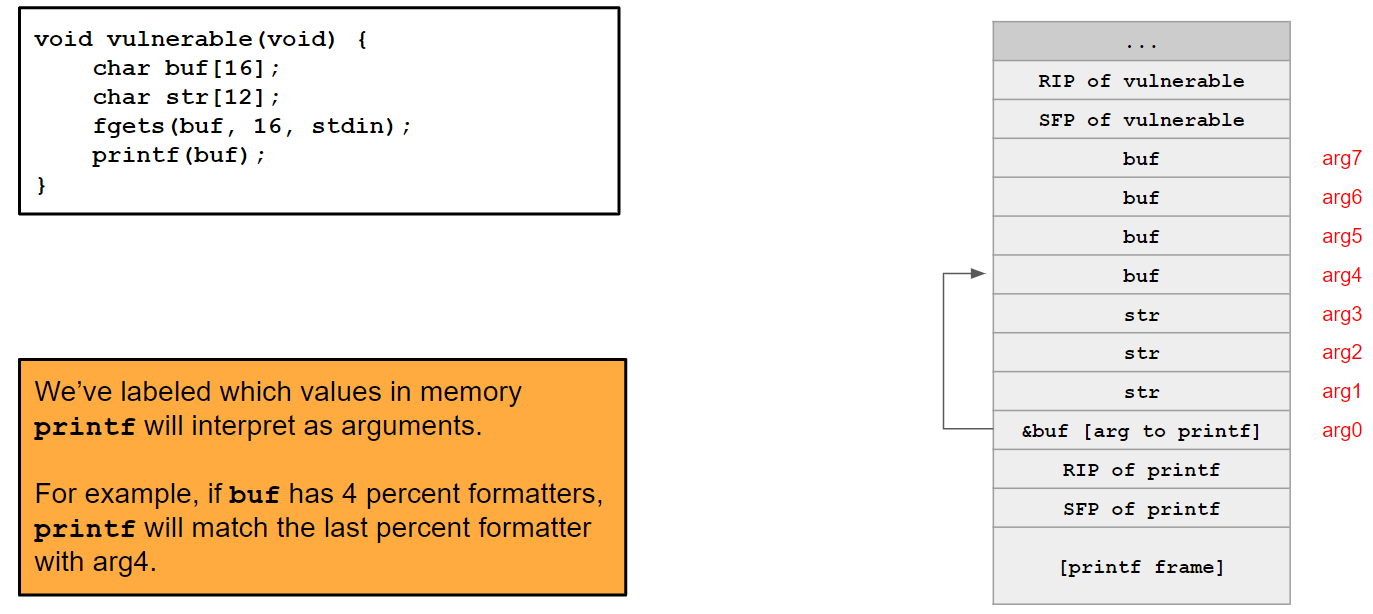 void vulnerable(void) {
    char buf[16];
    char str[12];
    fgets(buf, 16, stdin);
    printf(buf);
}
We’ve labeled which values in memory
printf will interpret as arguments.
For example, if buf has 4 percent formatters,
printf will match the last percent formatter
with arg4.
...
RIP of vulnerable
SFP of vulnerable
buf arg7
buf arg6
buf arg5
buf arg4
str arg3
str arg2
str arg1
&buf [arg to printf] arg0
RIP of printf
SFP of printf
[printf frame]